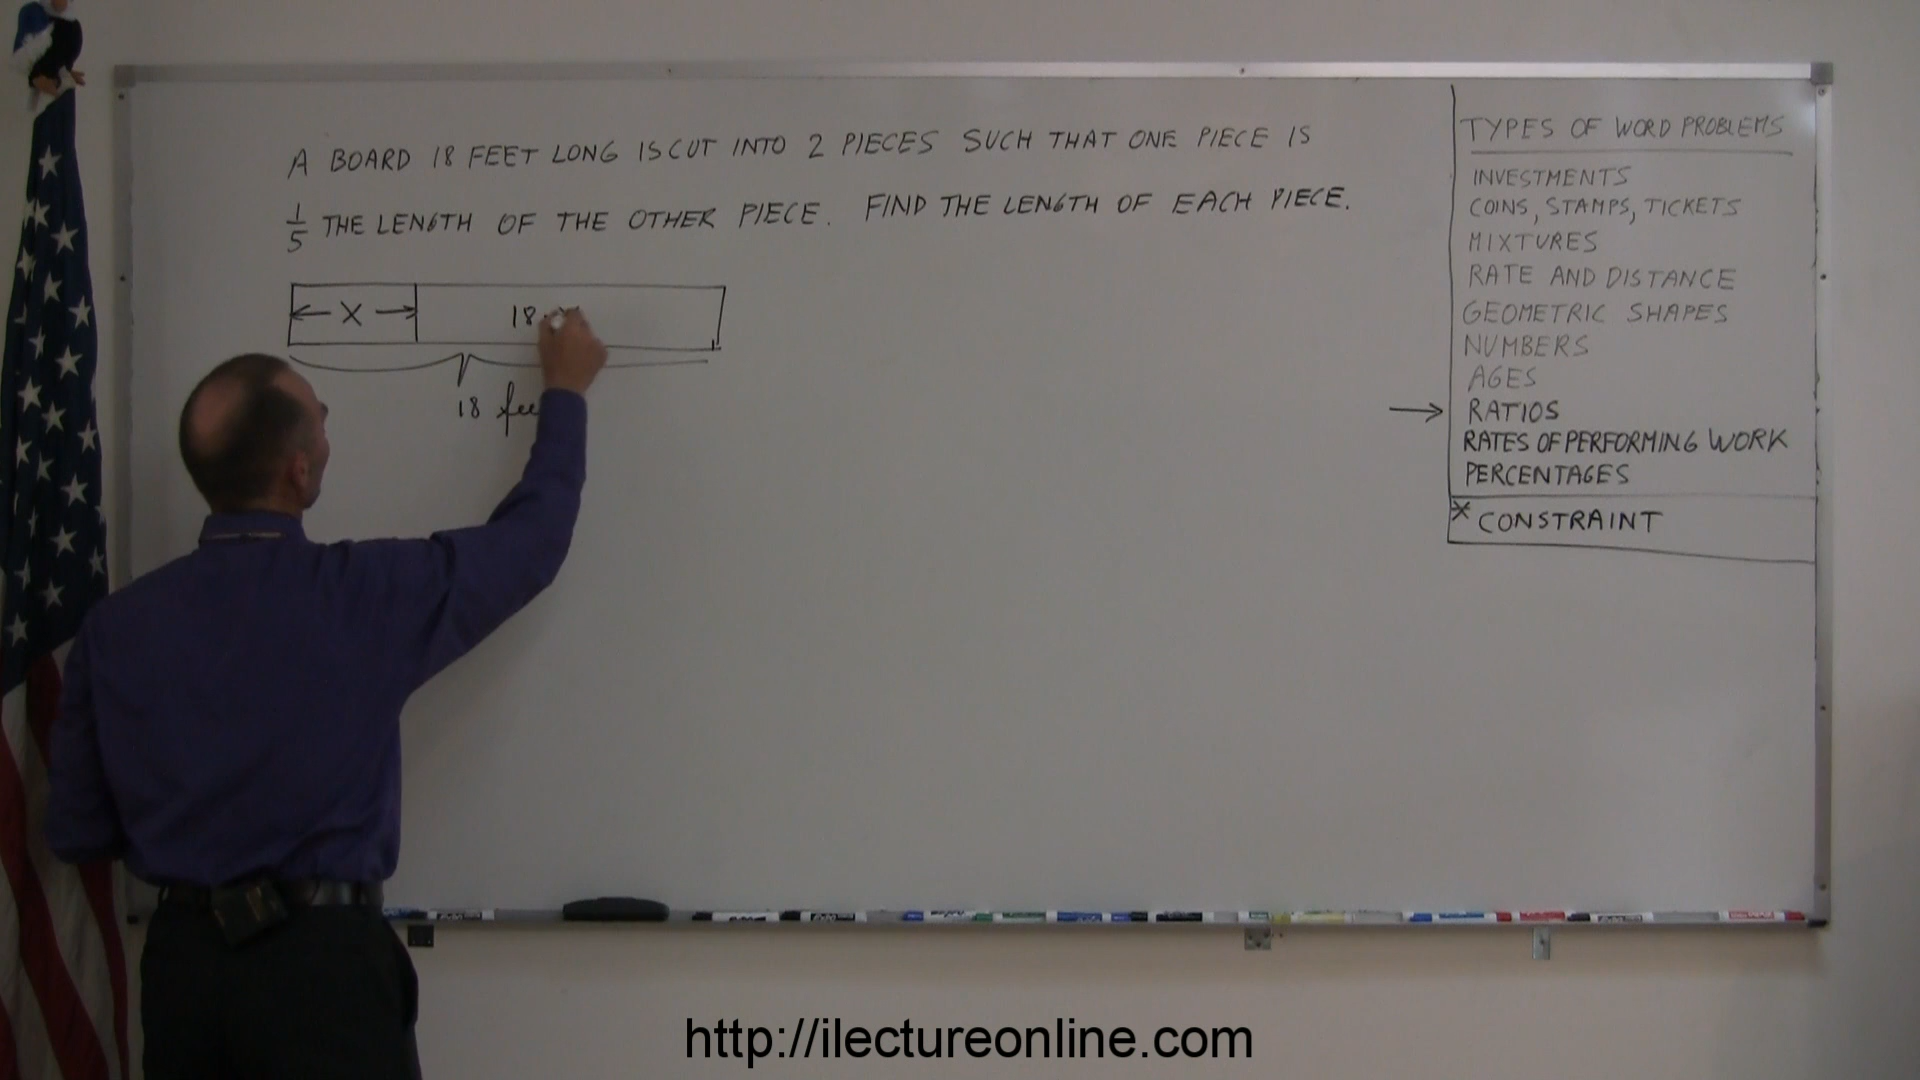 A BOARD 18 FEET LONG IS CUT INTO 2 PIECES SUCH THAT ONE PIECE IS
1/5 THE LENGTH OF THE OTHER PIECE. FIND THE LENGTH OF EACH PIECE.
← X →
18
18 fee
TYPES OF WORD PROBLEMS
INVESTMENTS
COINS, STAMPS, TICKETS
MIXTURES
RATE AND DISTANCE
GEOMETRIC SHAPES
NUMBERS
AGES
→ RATIOS
RATES OF PERFORMING WORK
PERCENTAGES
* CONSTRAINT
http://ilectureonline.com